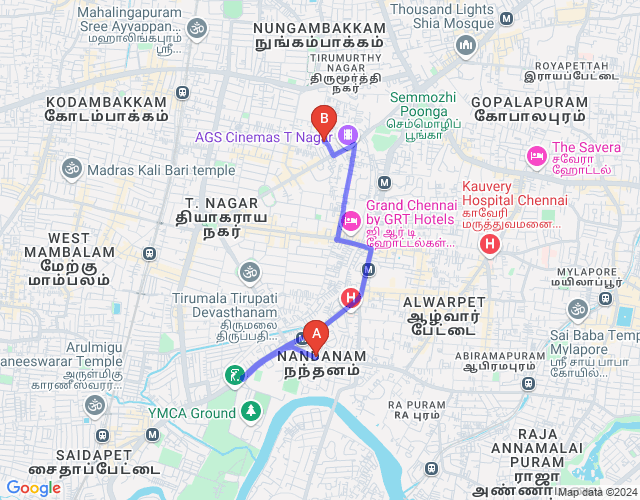 Mahalingapuram
Sree Ayyappan...
மஹாலிங்கபுரம்
ஸ்ரீ...
NUNGAMBAKKAM
நுங்கம்பாக்கம்
Thousand Lights
Shia Mosque
TIRUMURTHY
NAGAR
திருமூர்த்தி
நகர்
ROYAPETTAH
இராயப்பேட்டை
KODAMBAKKAM
கோடம்பாக்கம்
Semmozhi
Poonga
செம்மொழிப்
பூங்கா
GOPALAPURAM
கோபாலபுரம்
B
AGS Cinemas T Nagar
The Savera
சவேரா
ஹோட்டல்
Madras Kali Bari temple
M
T. NAGAR
தியாகராய
நகர்
Grand Chennai
by GRT Hotels
ஜி ஆர் டி
ஹோட்டல்கள்...
Kauvery
Hospital Chennai
காவேரி
மருத்துவமனை...
H
WEST
MAMBALAM
மேற்கு
மாம்பலம்
M
MYLAPORE
மயிலாப்பூர்
Tirumala Tirupati
Devasthanam
திருமலை
திருப்பதி...
H
ALWARPET
ஆழ்வார்
பேட்டை
Sai Baba Temple
Mylapore
ஸ்ரீ சாய் பாபா
கோயில்...
A
Arulmigu
aneeswarar Temple
அருள்மிகு
காரணீஸ்வரர்...
NANDANAM
நந்தனம்
ABIRAMAPURAM
ஆபிரமபுரம்
YMCA Ground
RA PURAM
RA புரம்
SAIDAPET
சைதாப்பேட்டை
M
RAJA
ANNAMALAI
PURAM
ராஜா
அண்ணா
Google
Map data ©2024